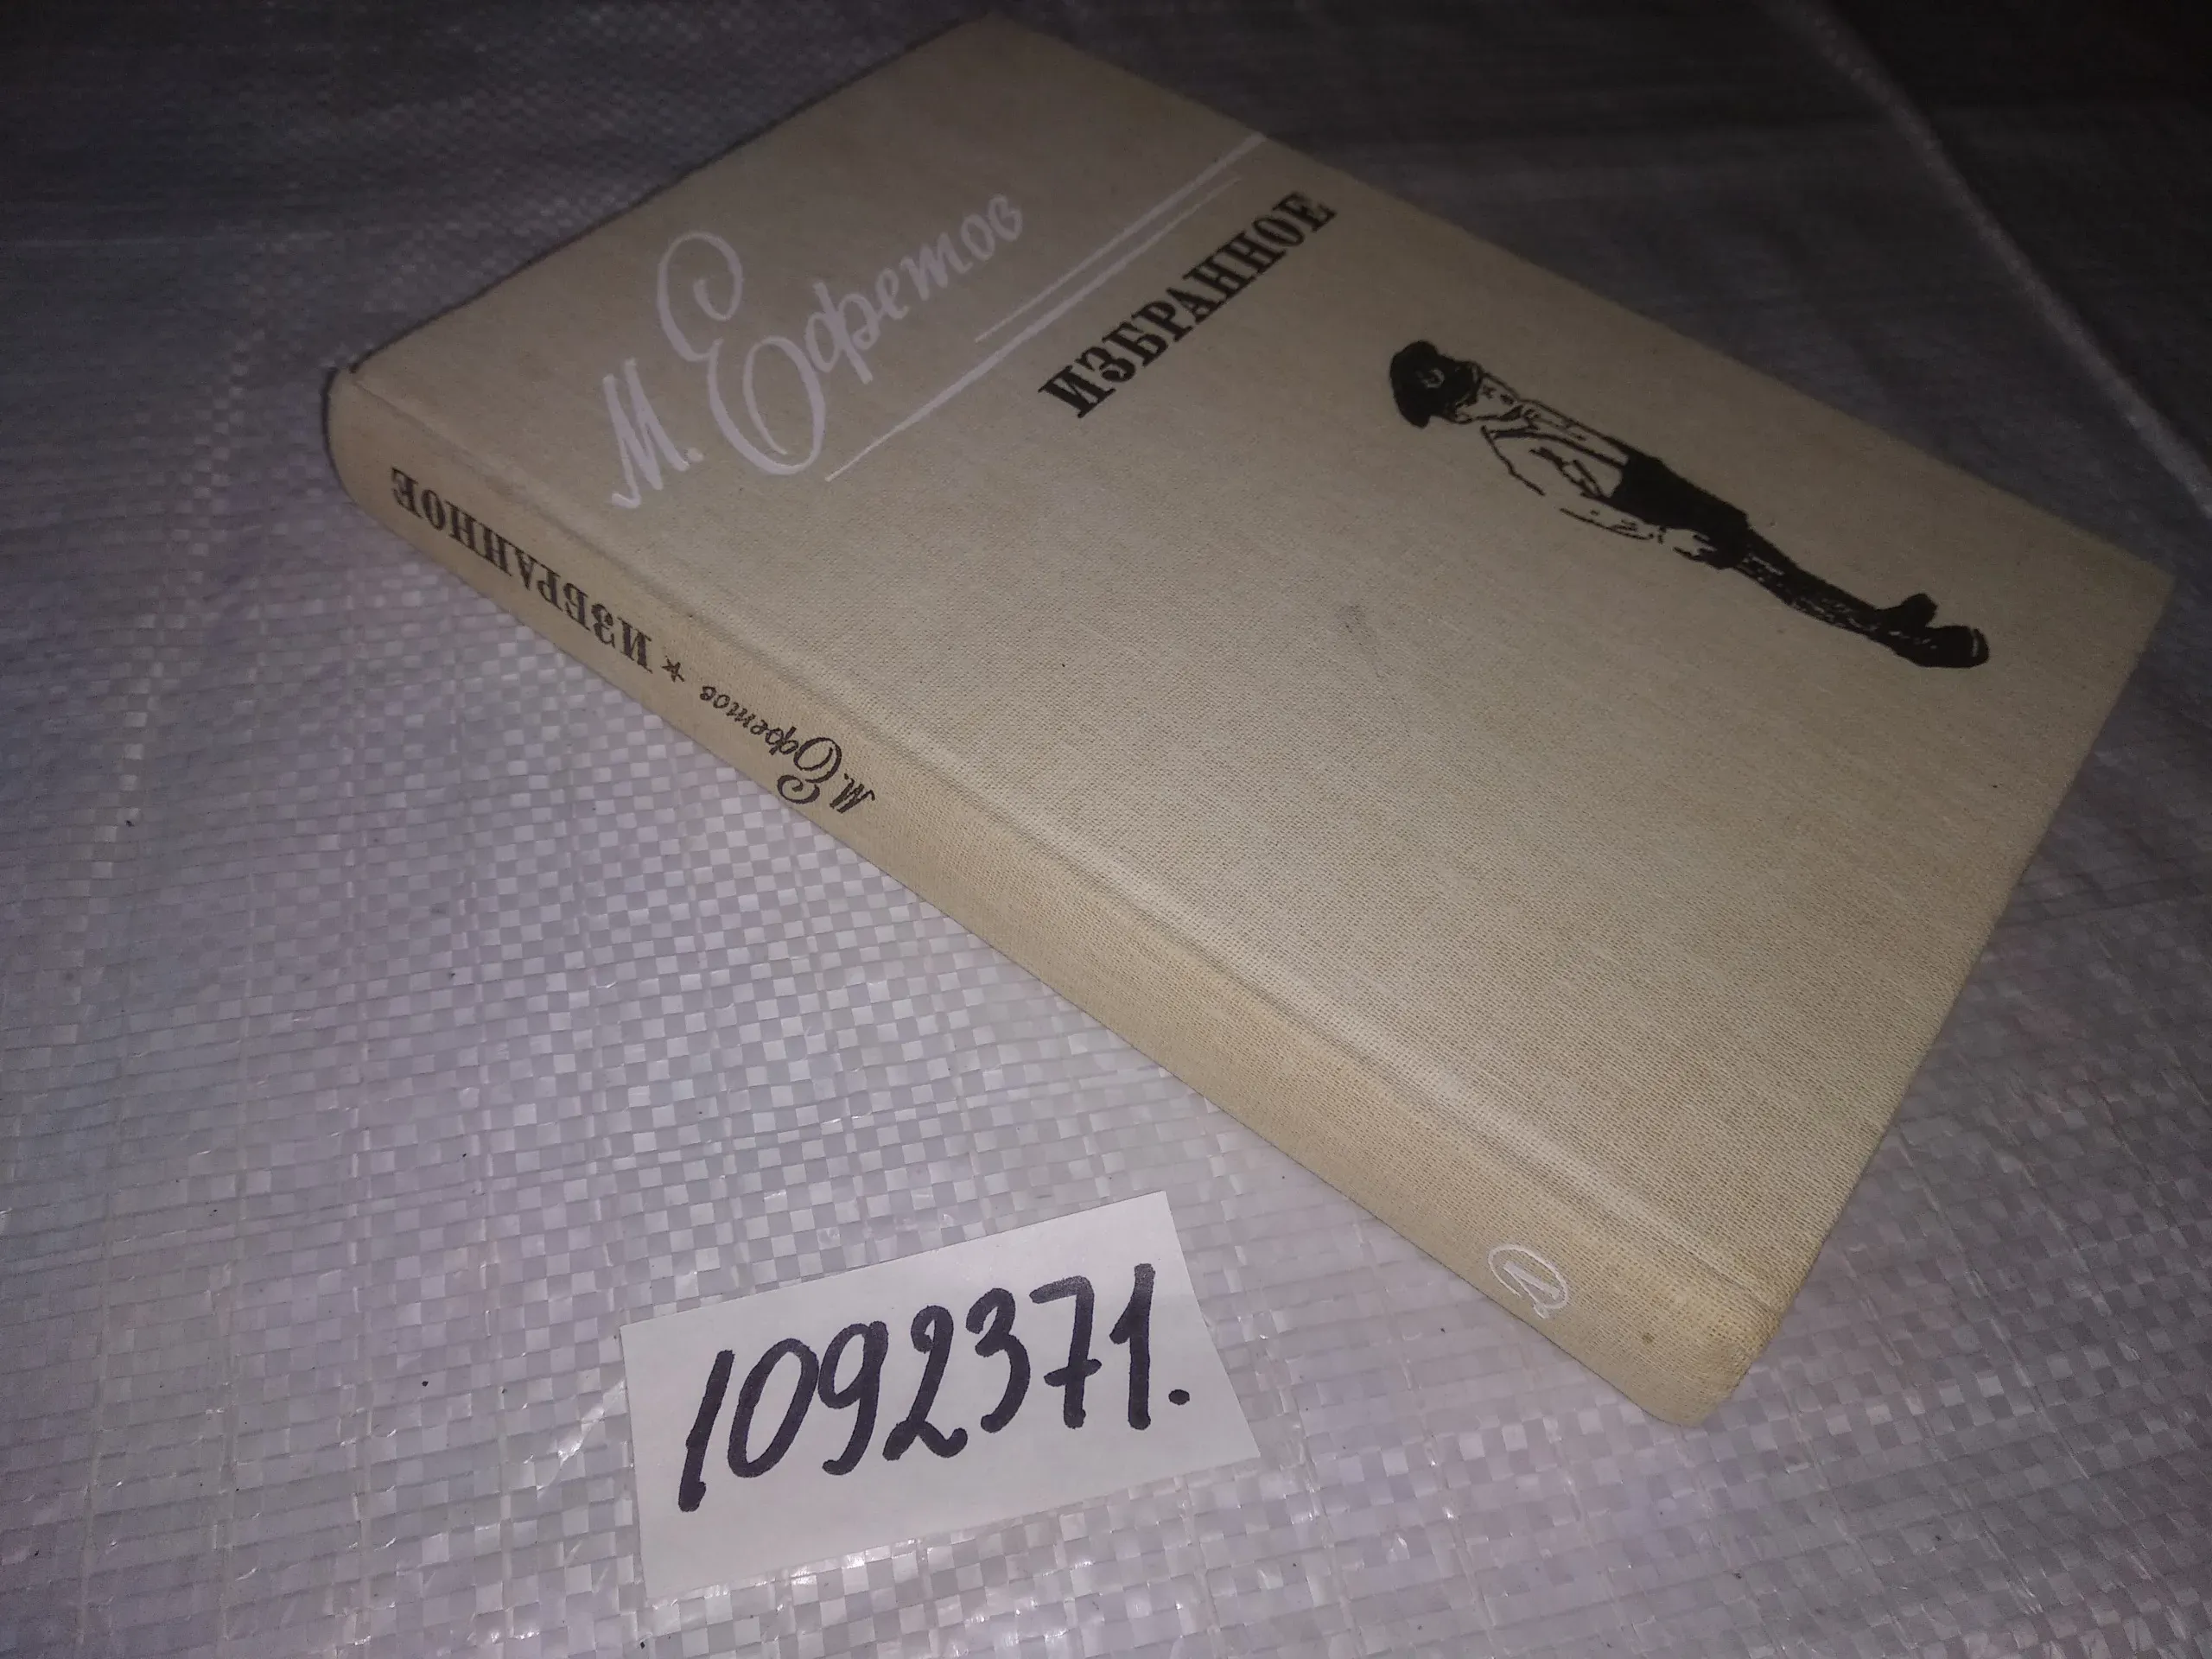 М. Ефетов
ИЗБРАННОЕ
М. Ефетов ★ ИЗБРАННОЕ
1092371.